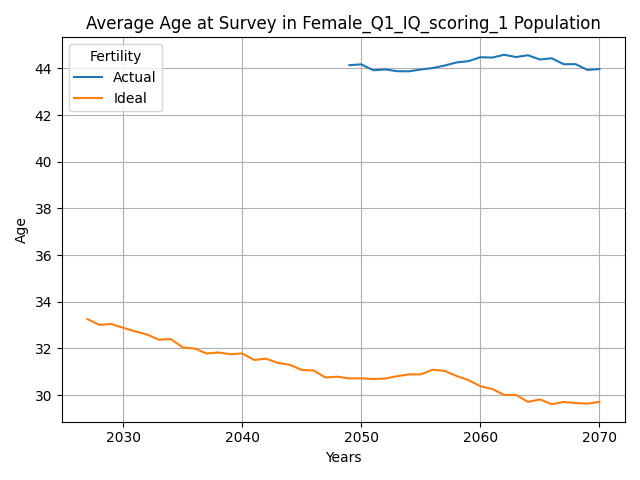 Average Age at Survey in Female_Q1_IQ_scoring_1 Population
Fertility
Actual
Ideal
Age
44
42
40
38
36
34
32
30
2030
2040
2050
2060
2070
Years